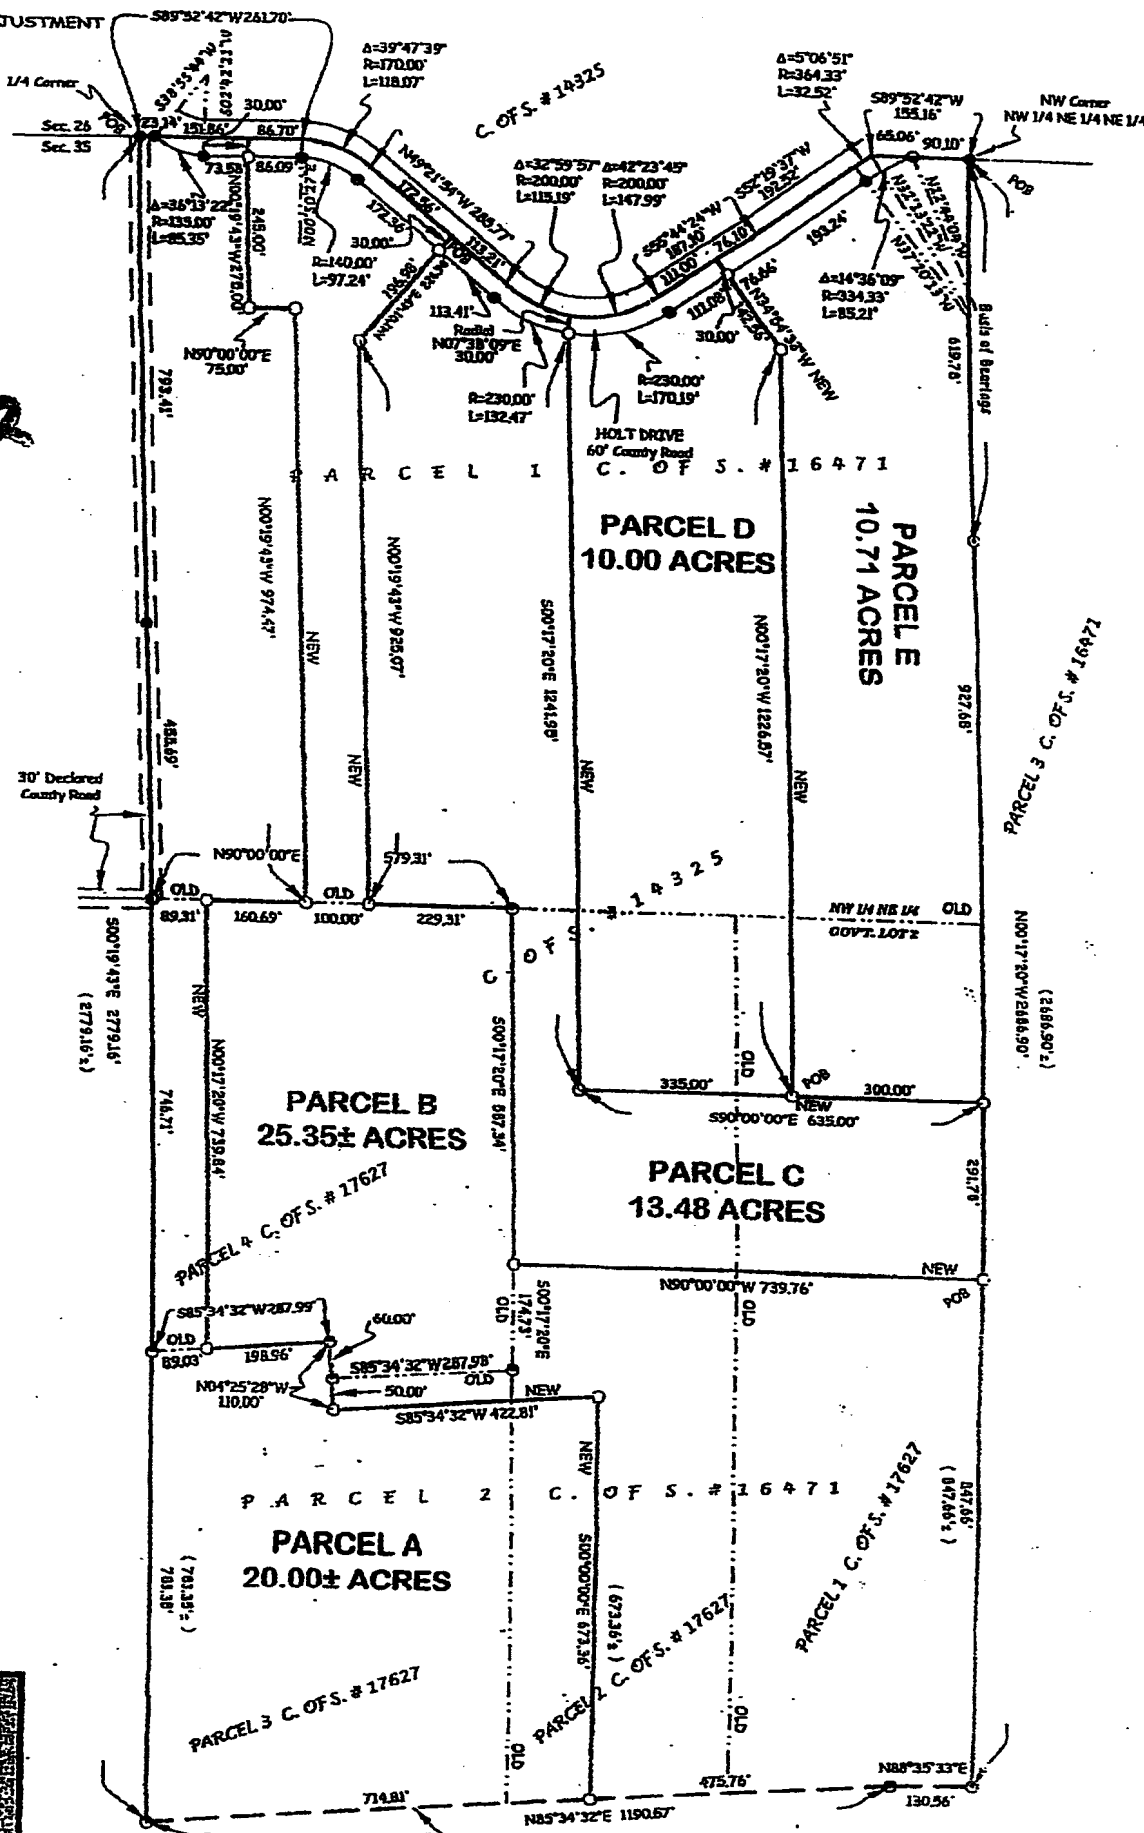 JUSTMENT
S89°52'42"W 261.70'
1/4 Corner
POB
Sec. 26
Sec. 35
23.14'
151.86'
30.00'
86.70'
73.53'
86.09'
Δ=39°47'39"
R=170.00'
L=118.07'
C. OF S. # 14325
Δ=5°06'51"
R=364.33'
L=32.52'
S89°52'42"W
155.16'
65.06'
90.10'
NW Corner
NW 1/4 NE 1/4 NE 1/4
POB
N49°21'54"W 285.77'
172.56'
172.36'
113.21'
Δ=32°59'57"
R=200.00'
L=115.19'
Δ=42°23'45"
R=200.00'
L=147.99'
S52°19'37"W
192.52'
S55°44'24"W
187.10'
111.00'
76.10'
193.24'
Δ=36°13'22"
R=135.00'
L=85.35'
245.00'
R=140.00'
L=97.24'
30.00'
POB
113.41'
Radial
N07°38'09"E
30.00'
111.08'
76.66'
30.00'
N34°54'33"W NEW
142.56'
Δ=14°36'09"
R=334.33'
L=85.21'
Basis of Bearings
619.76'
N90°00'00"E
75.00'
R=230.00'
L=132.47'
R=230.00'
L=170.19'
HOLT DRIVE
60' County Road
793.41'
PARCEL 1 C. OF S. # 16471
PARCEL D
10.00 ACRES
PARCEL E
10.71 ACRES
N00°19'43"W 974.47'
NEW
N00°19'43"W 925.07'
NEW
S00°17'20"E 1241.98'
NEW
N00°17'20"W 1226.87'
NEW
927.68'
PARCEL 3 C. OF S. # 16471
30' Declared
County Road
N90°00'00"E
579.31'
OLD
89.31'
160.69'
OLD
100.00'
229.31'
C. OF S. # 14325
NW 1/4 NE 1/4
GOVT. LOT 2
OLD
S00°19'43"E 2779.16'
(2779.16'±)
NEW
N00°17'20"W 739.84'
746.71'
S00°17'20"E 887.34'
OLD
N00°17'20"W 2686.90'
(2686.90'±)
335.00'
POB
NEW
300.00'
S90°00'00"E 635.00'
PARCEL B
25.35± ACRES
PARCEL C
13.48 ACRES
291.78'
PARCEL 4 C. OF S. # 17627
NEW
N90°00'00"W 739.76'
POB
S85°34'32"W 287.99'
60.00'
OLD
89.03'
198.96'
OLD
S00°17'20"E
174.73'
OLD
S85°34'32"W 287.98'
OLD
N04°25'28"W
110.00'
50.00'
NEW
S85°34'32"W 422.81'
PARCEL 2 C. OF S. # 16471
PARCEL A
20.00± ACRES
NEW
S00°00'00"E 673.36'
(673.36'±)
847.66'
(847.66'±)
PARCEL 1 C. OF S. # 17627
PARCEL 2 C. OF S. # 17627
PARCEL 3 C. OF S. # 17627
OLD
OLD
N88°35'33"E
130.56'
475.76'
714.81'
N85°34'32"E 1190.67'